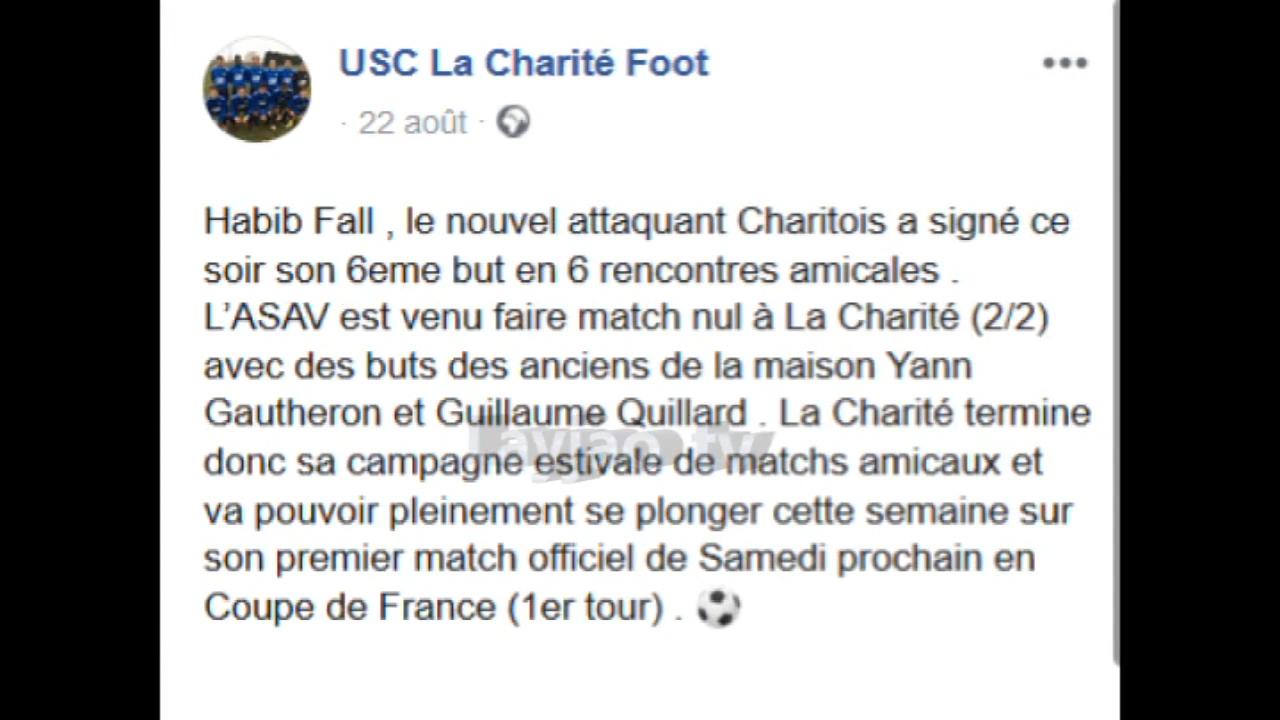 USC La Charité Foot
· 22 août ·
Habib Fall , le nouvel attaquant Charitois a signé ce
soir son 6eme but en 6 rencontres amicales .
L’ASAV est venu faire match nul à La Charité (2/2)
avec des buts des anciens de la maison Yann
Gautheron et Guillaume Quillard . La Charité termine
donc sa campagne estivale de matchs amicaux et
va pouvoir pleinement se plonger cette semaine sur
son premier match officiel de Samedi prochain en
Coupe de France (1er tour) .